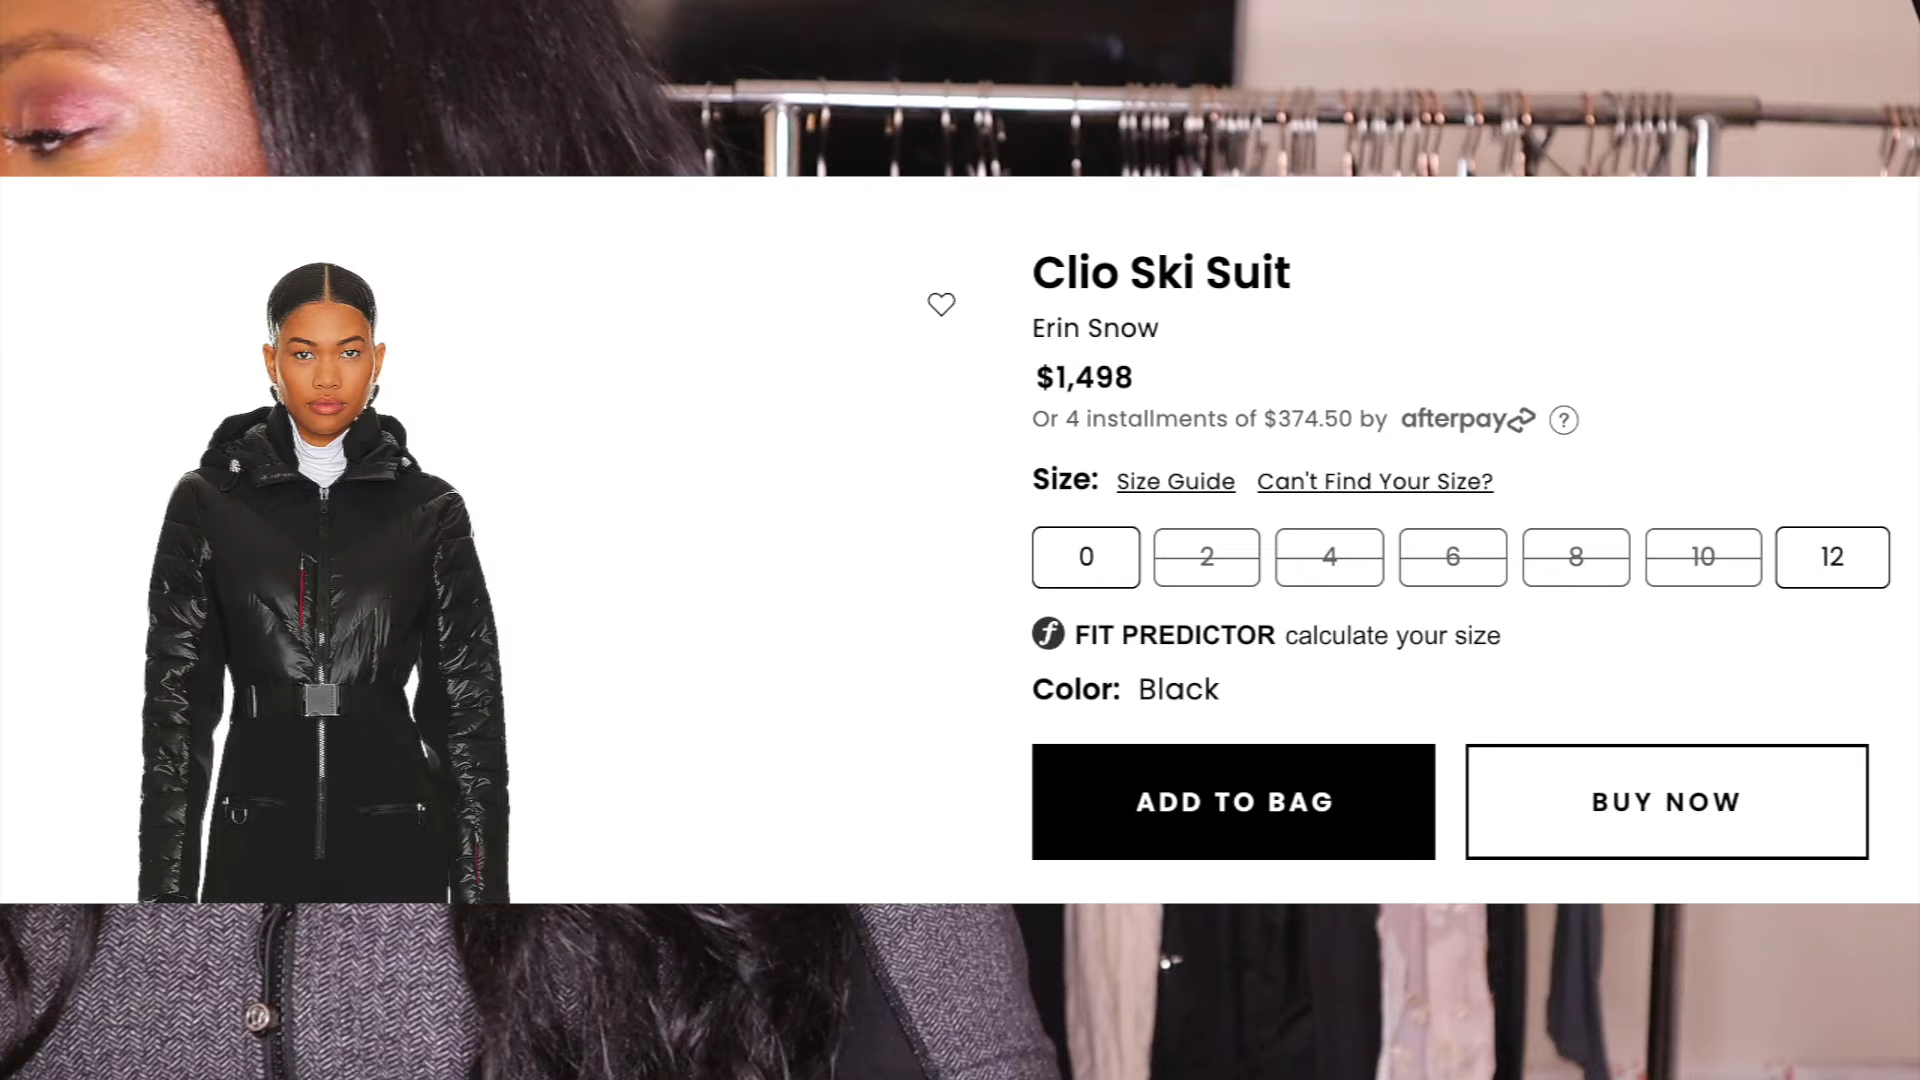 Clio Ski Suit
Erin Snow
$1,498
Or 4 installments of $374.50 by afterpay ?
Size: Size Guide Can't Find Your Size?
0 2 4 6 8 10 12
f FIT PREDICTOR calculate your size
Color: Black
ADD TO BAG BUY NOW